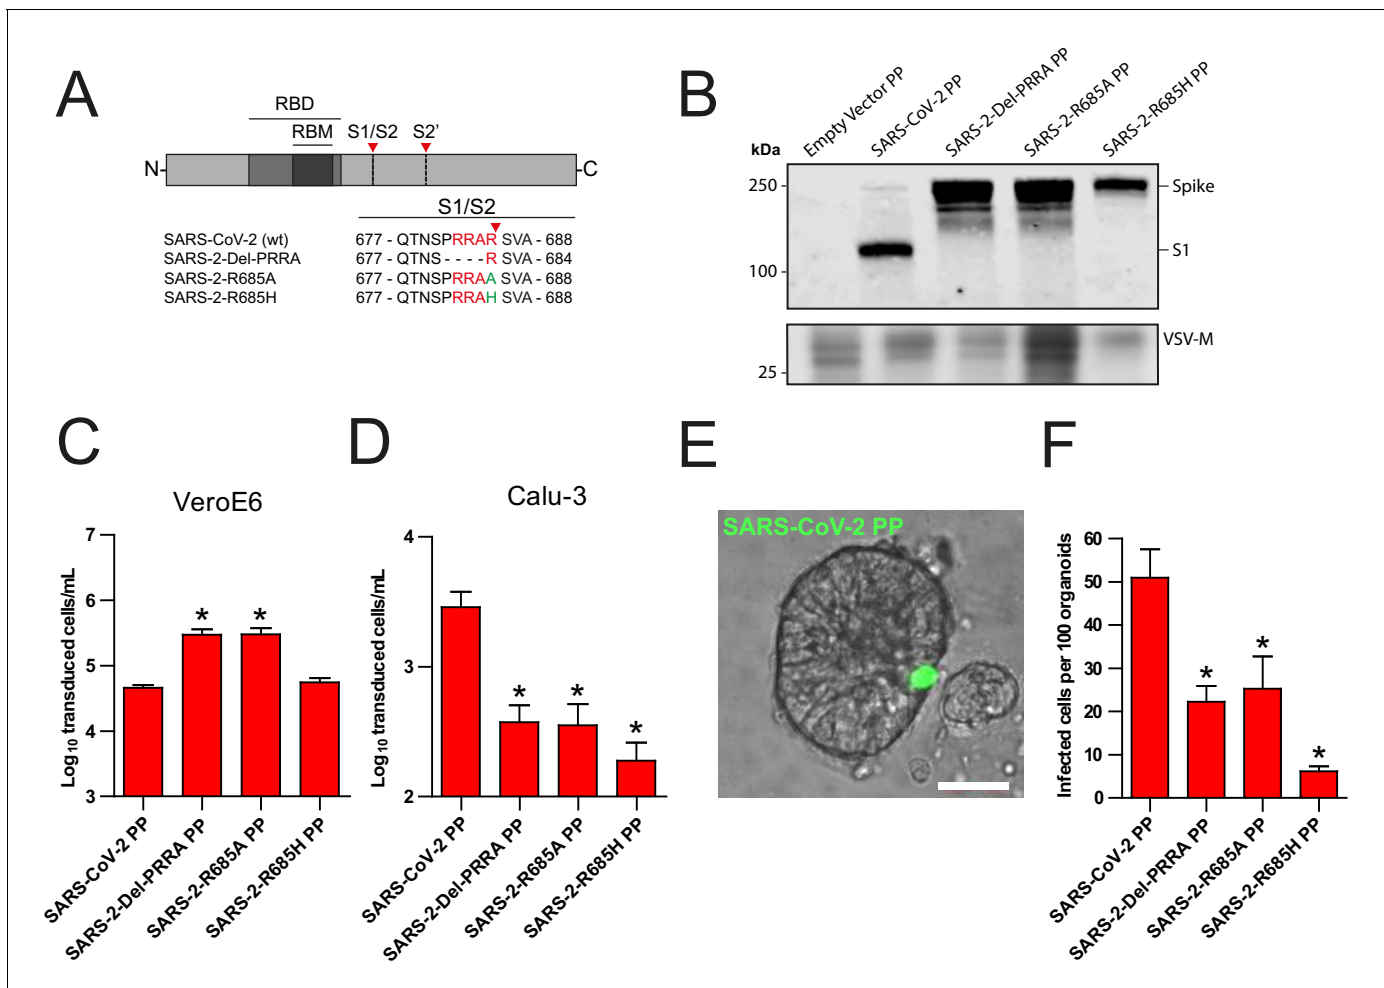 A
RBD
RBM S1/S2 S2'
N C
S1/S2
SARS-CoV-2 (wt) 677 - QTNSPRRAR SVA - 688
SARS-2-Del-PRRA 677 - QTNS - - - - R SVA - 684
SARS-2-R685A 677 - QTNSPRRAA SVA - 688
SARS-2-R685H 677 - QTNSPRRAH SVA - 688
B
Empty Vector PP
SARS-CoV-2 PP
SARS-2-Del-PRRA PP
SARS-2-R685A PP
SARS-2-R685H PP
kDa
250
Spike
S1
100
VSV-M
25
C
VeroE6
Log10 transduced cells/mL
7
6
5
4
3
* *
SARS-CoV-2 PP
SARS-2-Del-PRRA PP
SARS-2-R685A PP
SARS-2-R685H PP
D
Calu-3
Log10 transduced cells/mL
4
3
2
* * *
SARS-CoV-2 PP
SARS-2-Del-PRRA PP
SARS-2-R685A PP
SARS-2-R685H PP
E
SARS-CoV-2 PP
F
Infected cells per 100 organoids
60
50
40
30
20
10
0
* * *
SARS-CoV-2 PP
SARS-2-Del-PRRA PP
SARS-2-R685A PP
SARS-2-R685H PP